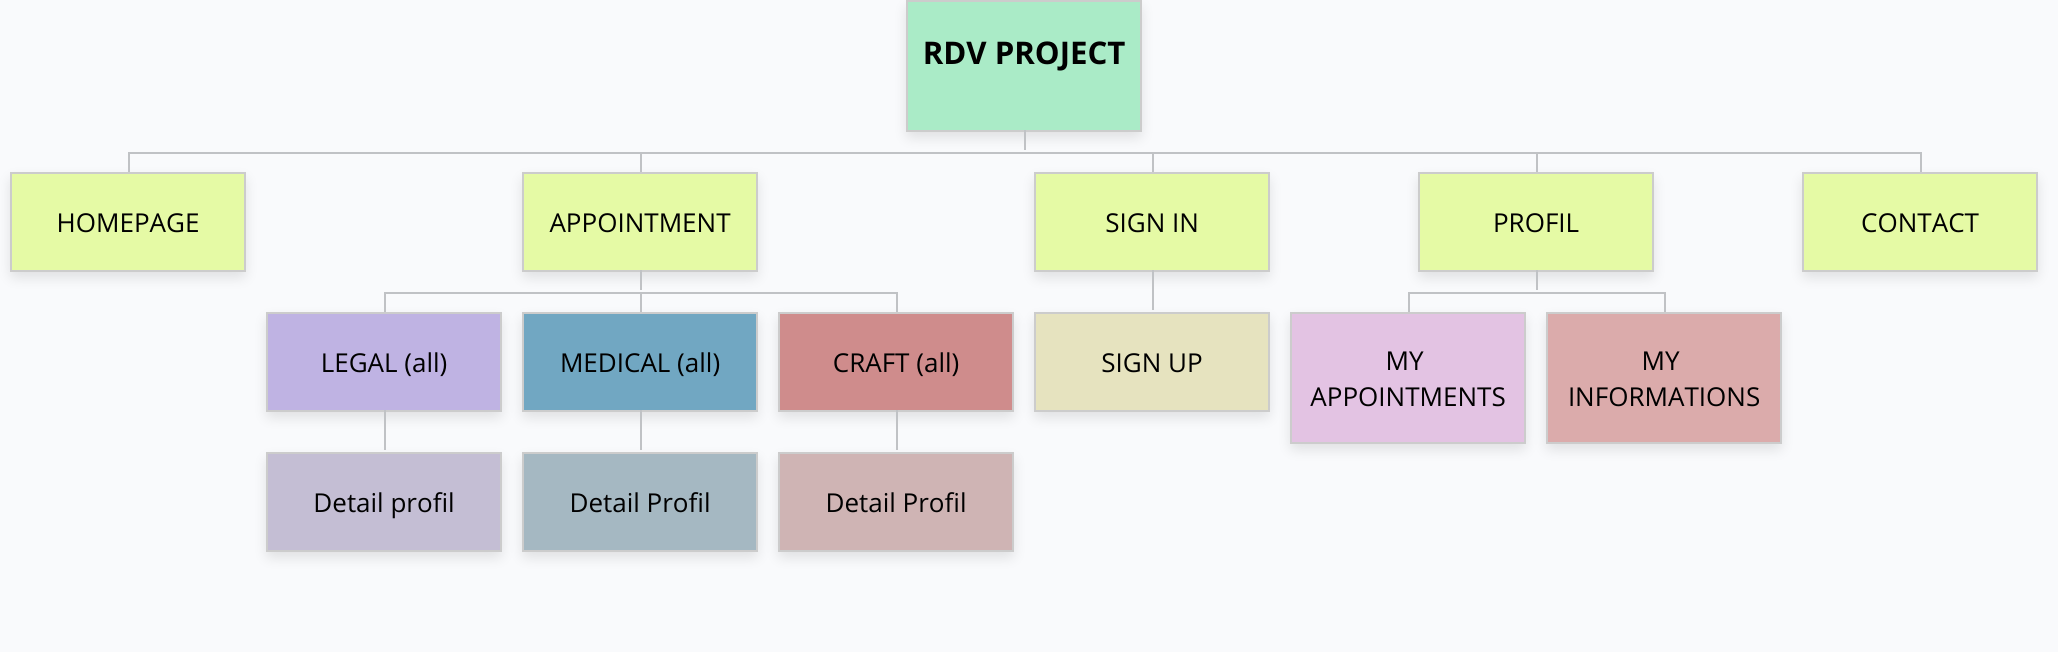 RDV PROJECT
HOMEPAGE
APPOINTMENT
SIGN IN
PROFIL
CONTACT
LEGAL (all)
MEDICAL (all)
CRAFT (all)
SIGN UP
MY
APPOINTMENTS
MY
INFORMATIONS
Detail profil
Detail Profil
Detail Profil